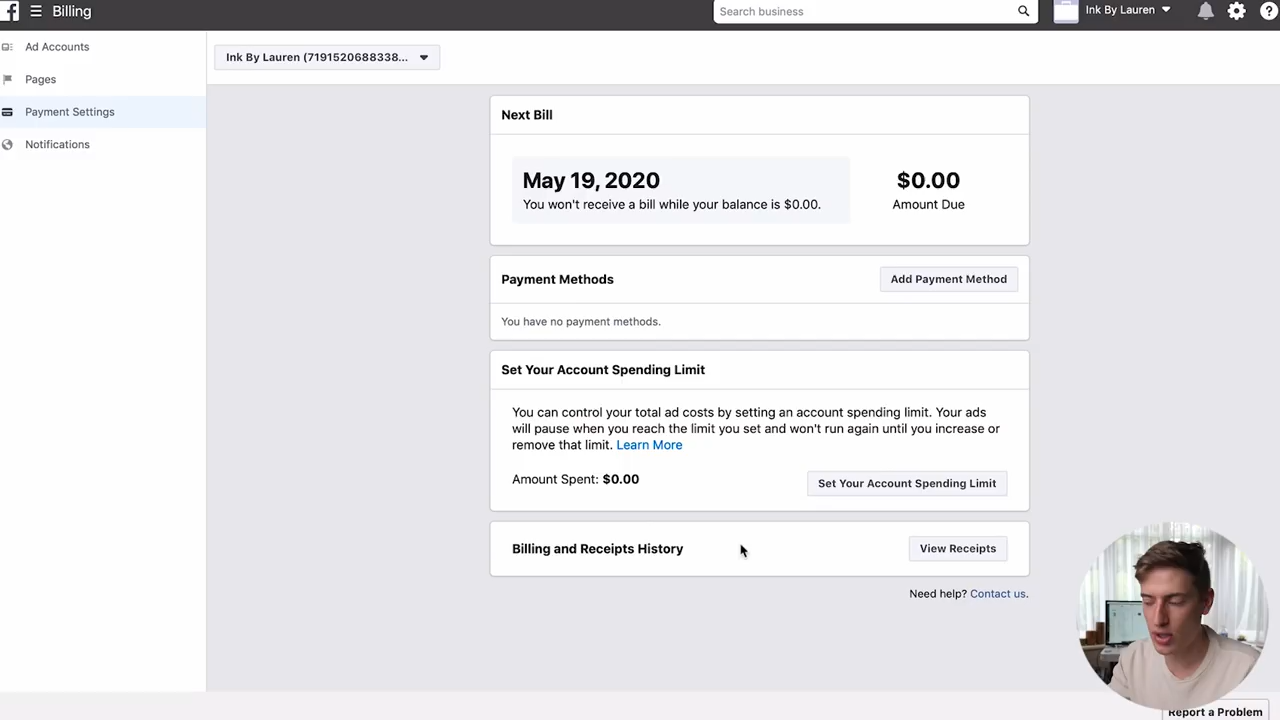 Billing
Search business
Ink By Lauren
Ad Accounts
Pages
Payment Settings
Notifications
Ink By Lauren (7191520688338...
Next Bill
May 19, 2020
You won't receive a bill while your balance is $0.00.
$0.00
Amount Due
Payment Methods
Add Payment Method
You have no payment methods.
Set Your Account Spending Limit
You can control your total ad costs by setting an account spending limit. Your ads
will pause when you reach the limit you set and won't run again until you increase or
remove that limit. Learn More
Amount Spent: $0.00
Set Your Account Spending Limit
Billing and Receipts History
View Receipts
Need help? Contact us.
Report a Problem